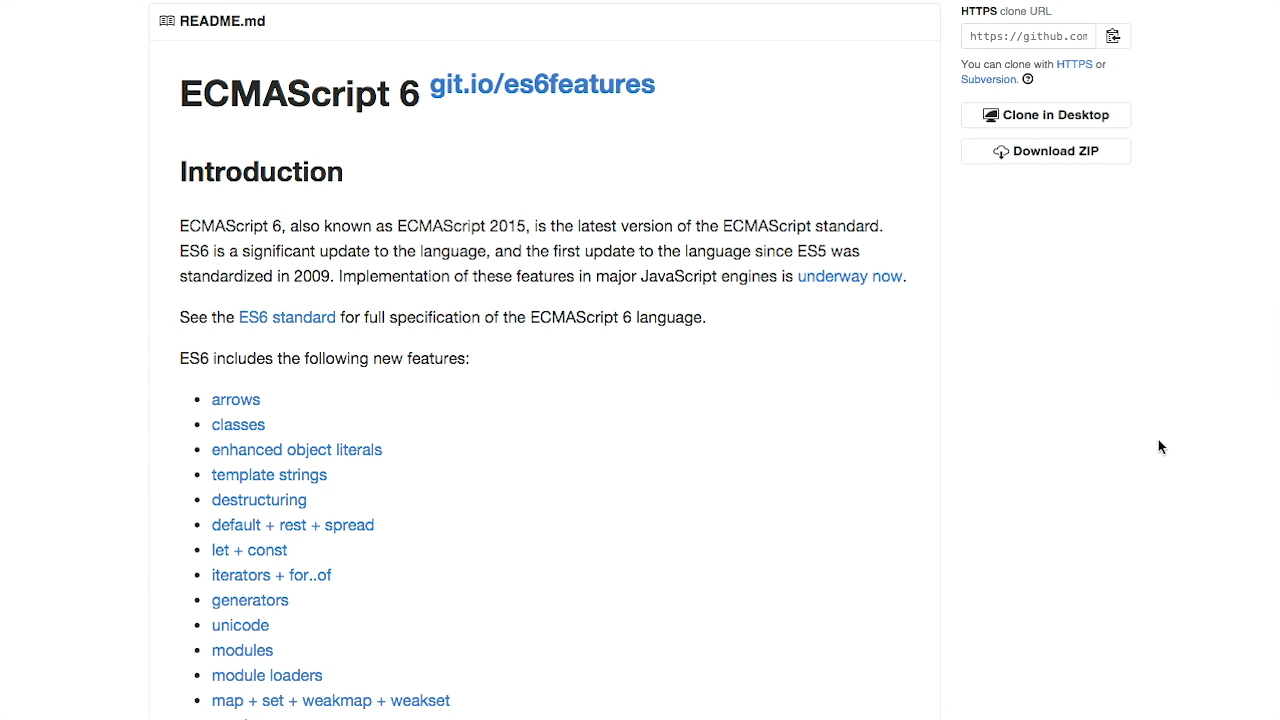 README.md
ECMAScript 6 git.io/es6features
Introduction
ECMAScript 6, also known as ECMAScript 2015, is the latest version of the ECMAScript standard.
ES6 is a significant update to the language, and the first update to the language since ES5 was
standardized in 2009. Implementation of these features in major JavaScript engines is underway now.
See the ES6 standard for full specification of the ECMAScript 6 language.
ES6 includes the following new features:
• arrows
• classes
• enhanced object literals
• template strings
• destructuring
• default + rest + spread
• let + const
• iterators + for..of
• generators
• unicode
• modules
• module loaders
• map + set + weakmap + weakset
HTTPS clone URL
https://github.com
You can clone with HTTPS or
Subversion.
Clone in Desktop
Download ZIP